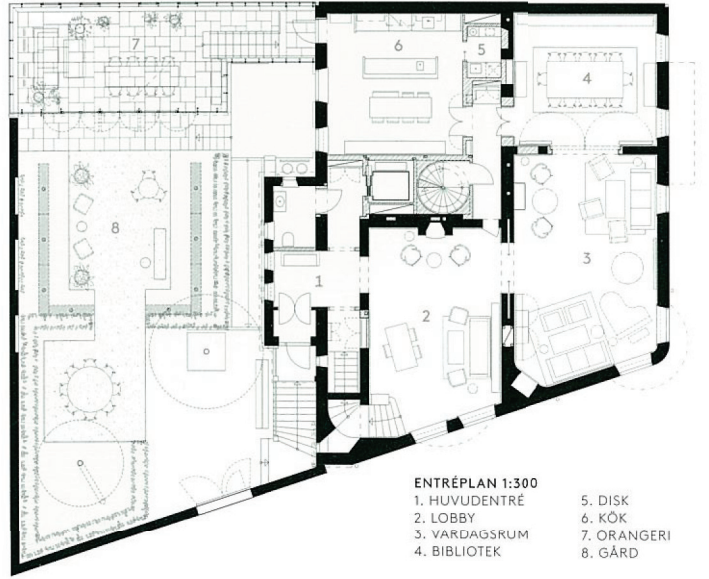 7
6
5
4
8
1
3
2
ENTRÉPLAN 1:300
1. HUVUDENTRÉ
2. LOBBY
3. VARDAGSRUM
4. BIBLIOTEK
5. DISK
6. KÖK
7. ORANGERI
8. GÅRD